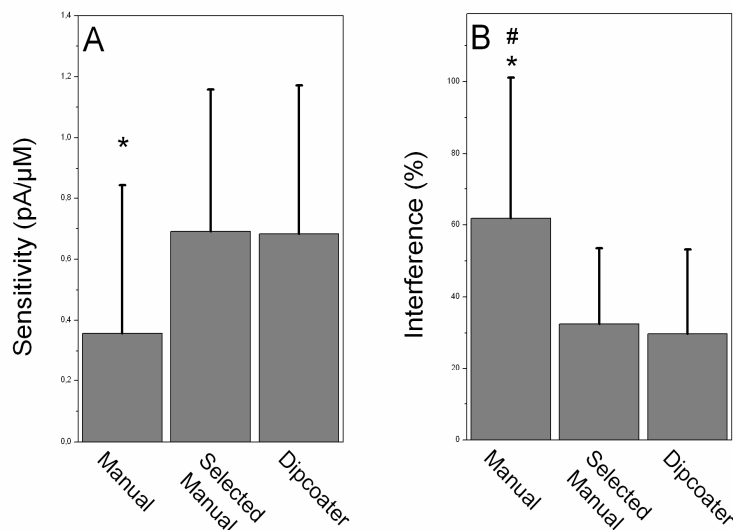 A
Sensitivity (pA/µM)
1,4
1,2
1,0
0,8
0,6
0,4
0,2
0,0
*
Manual
Selected
Manual
Dipcoater
B
Interference (%)
100
80
60
40
20
0
#
*
Manual
Selected
Manual
Dipcoater